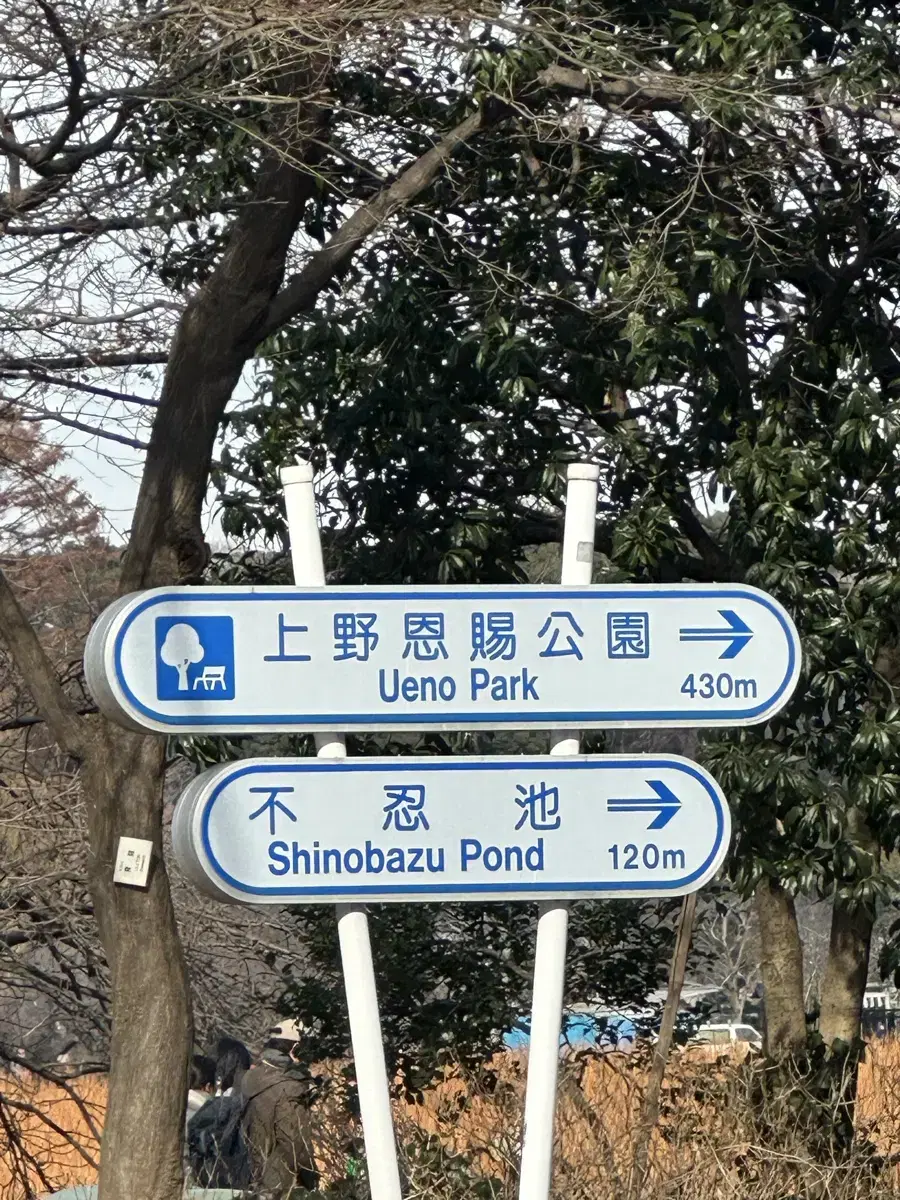 上野恩賜公園 →
Ueno Park 430m
不忍池 →
Shinobazu Pond 120m